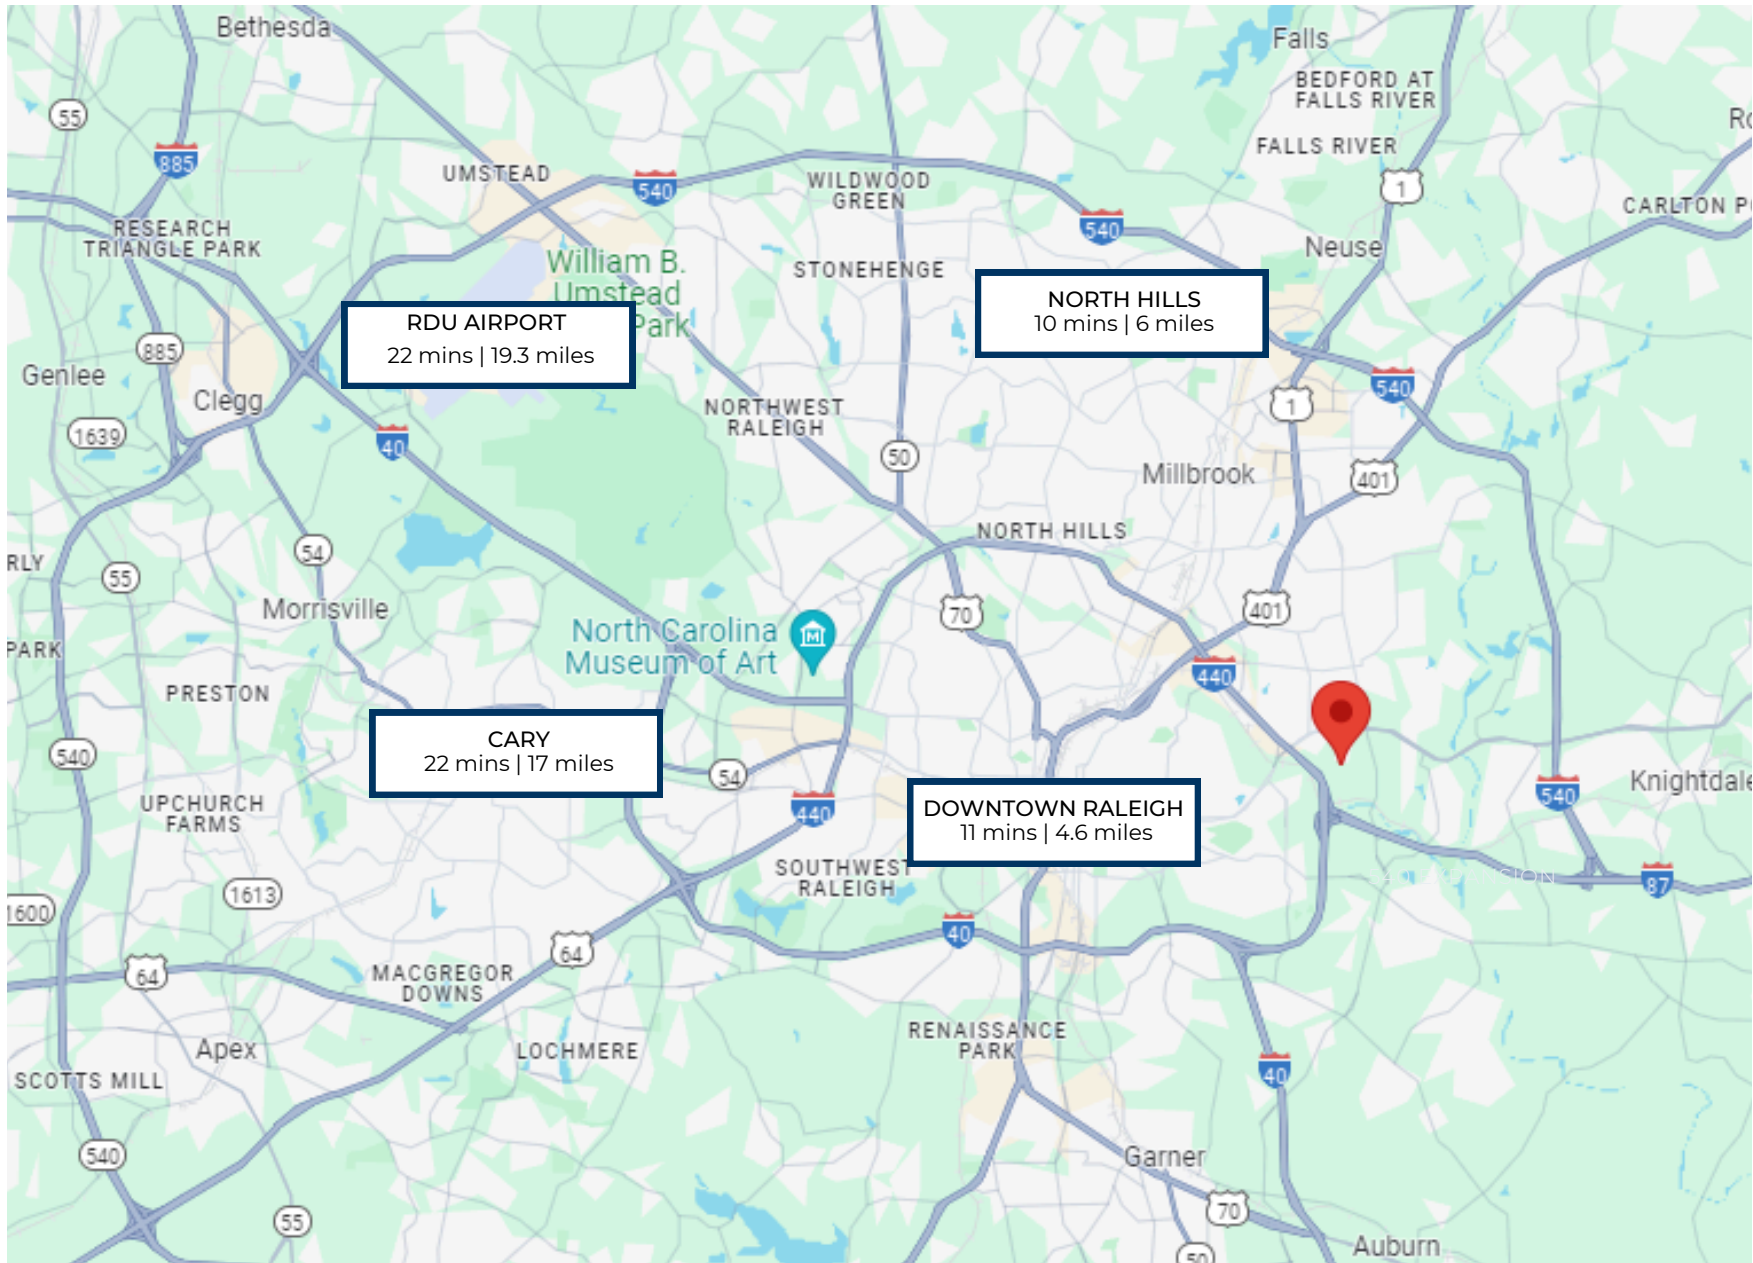 Bethesda
Falls
BEDFORD AT
FALLS RIVER
55
Ro
885
FALLS RIVER
UMSTEAD
540
WILDWOOD
GREEN
1
CARLTON PO
RESEARCH
TRIANGLE PARK
540
Neuse
William B.
Umstead
Park
STONEHENGE
NORTH HILLS
10 mins | 6 miles
RDU AIRPORT
22 mins | 19.3 miles
885
Genlee
Clegg
540
1
NORTHWEST
RALEIGH
1639
40
50
Millbrook
401
NORTH HILLS
54
RLY
55
Morrisville
70
401
North Carolina
Museum of Art
M
PARK
440
PRESTON
CARY
22 mins | 17 miles
540
54
Knightdale
540
UPCHURCH
FARMS
440
DOWNTOWN RALEIGH
11 mins | 4.6 miles
SOUTHWEST
RALEIGH
87
1613
1600
40
64
64
MACGREGOR
DOWNS
RENAISSANCE
PARK
Apex
LOCHMERE
SCOTTS MILL
40
540
Garner
70
55
Auburn
50